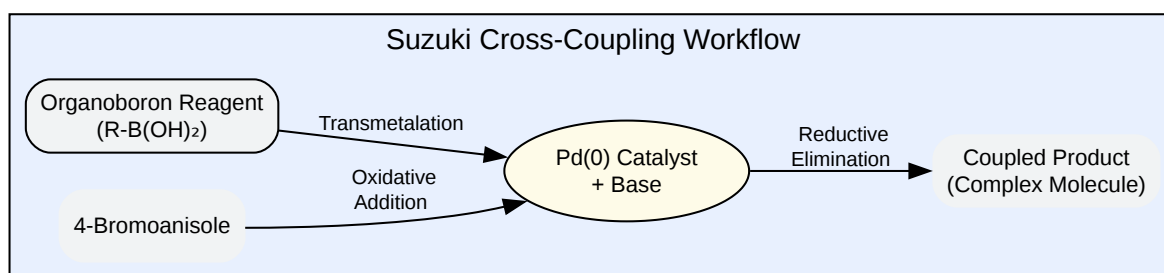 Suzuki Cross-Coupling Workflow
Organoboron Reagent
(R-B(OH)₂)
Transmetalation
4-Bromoanisole
Oxidative
Addition
Pd(0) Catalyst
+ Base
Reductive
Elimination
Coupled Product
(Complex Molecule)